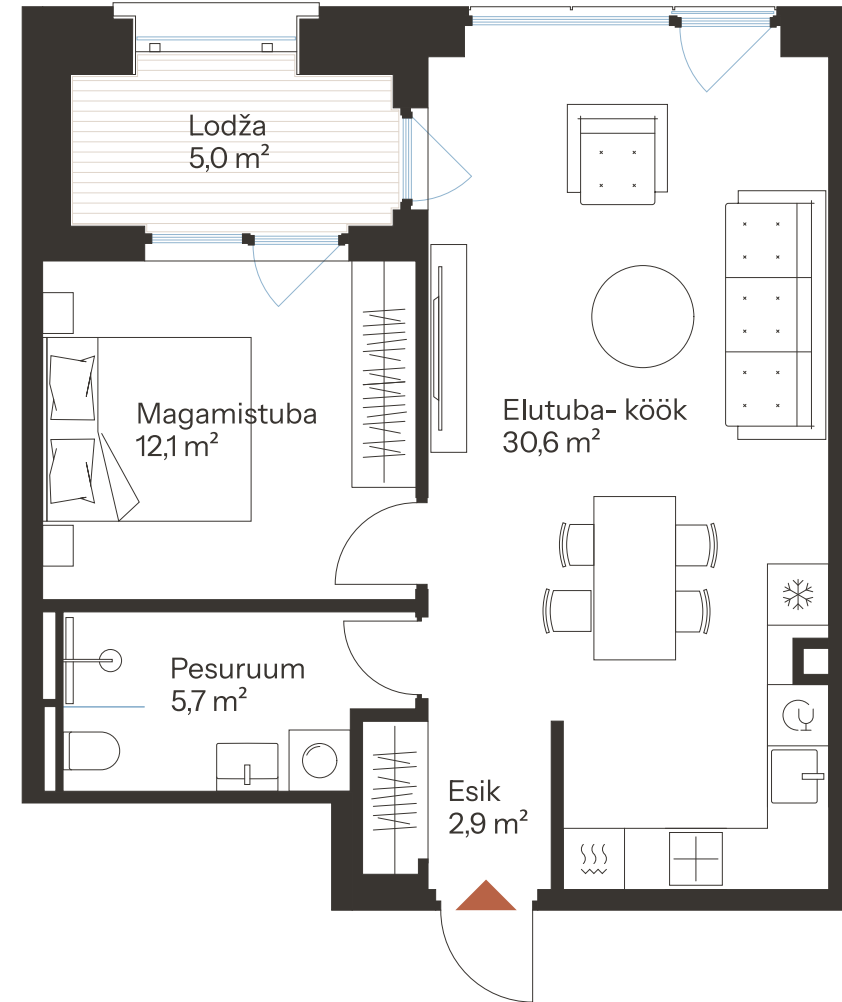 Lodža
5,0 m²
Magamistuba
12,1 m²
Elutuba- köök
30,6 m²
Pesuruum
5,7 m²
Esik
2,9 m²